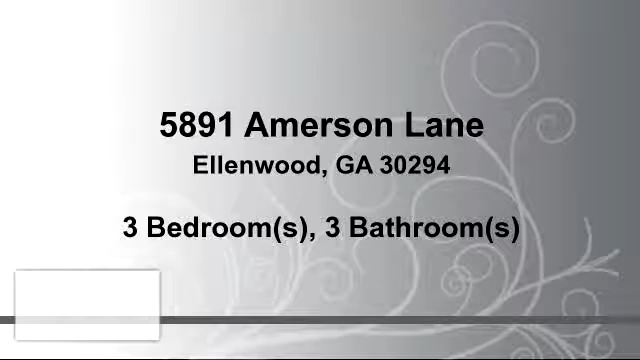 5891 Amerson Lane
Ellenwood, GA 30294
3 Bedroom(s), 3 Bathroom(s)